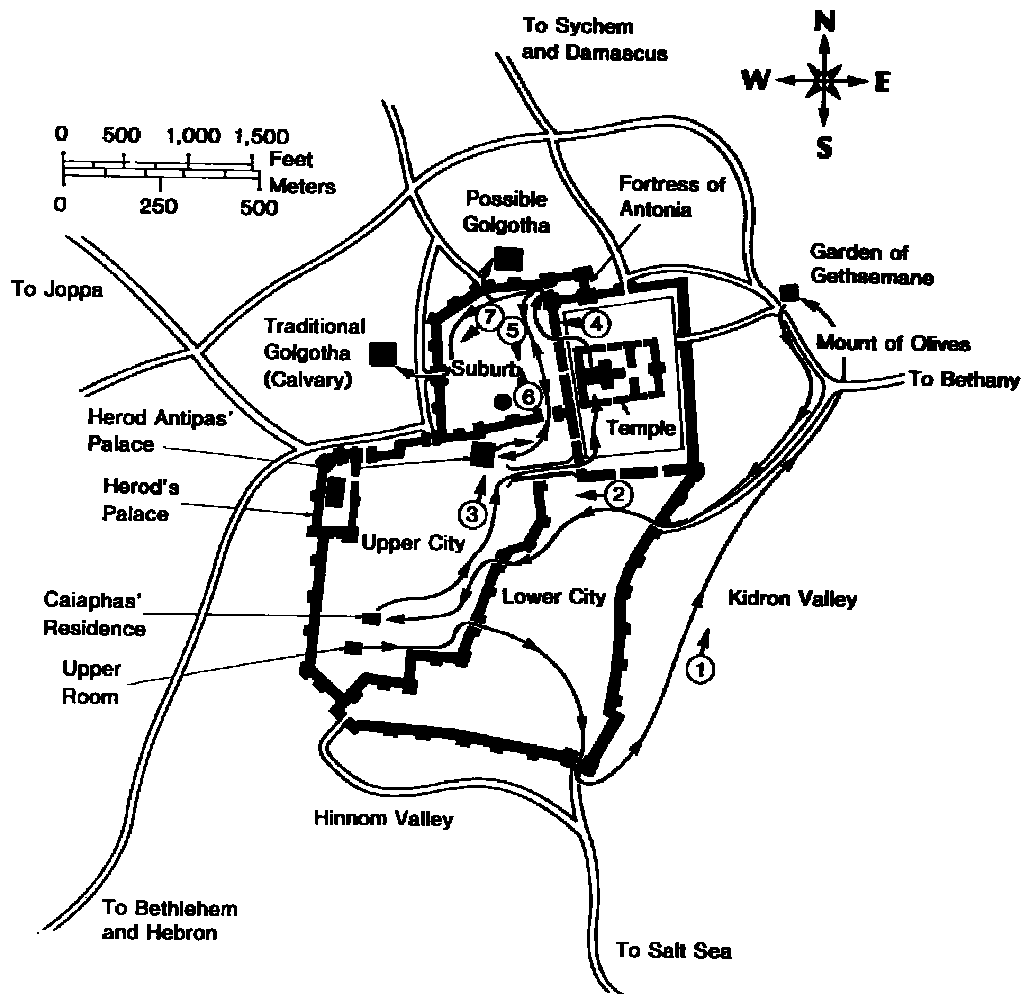 To Sychem
and Damascus
N
W E
S
0 500 1,000 1,500
Feet
Meters
0 250 500
Possible
Golgotha
Fortress of
Antonia
Garden of
Gethsemane
To Joppa
Traditional
Golgotha
(Calvary)
7
5
4
Mount of Olives
Suburb
To Bethany
6
Herod Antipas'
Palace
Temple
Herod's
Palace
3
2
Upper City
Caiaphas'
Residence
Lower City
Kidron Valley
Upper
Room
1
Hinnom Valley
To Bethlehem
and Hebron
To Salt Sea